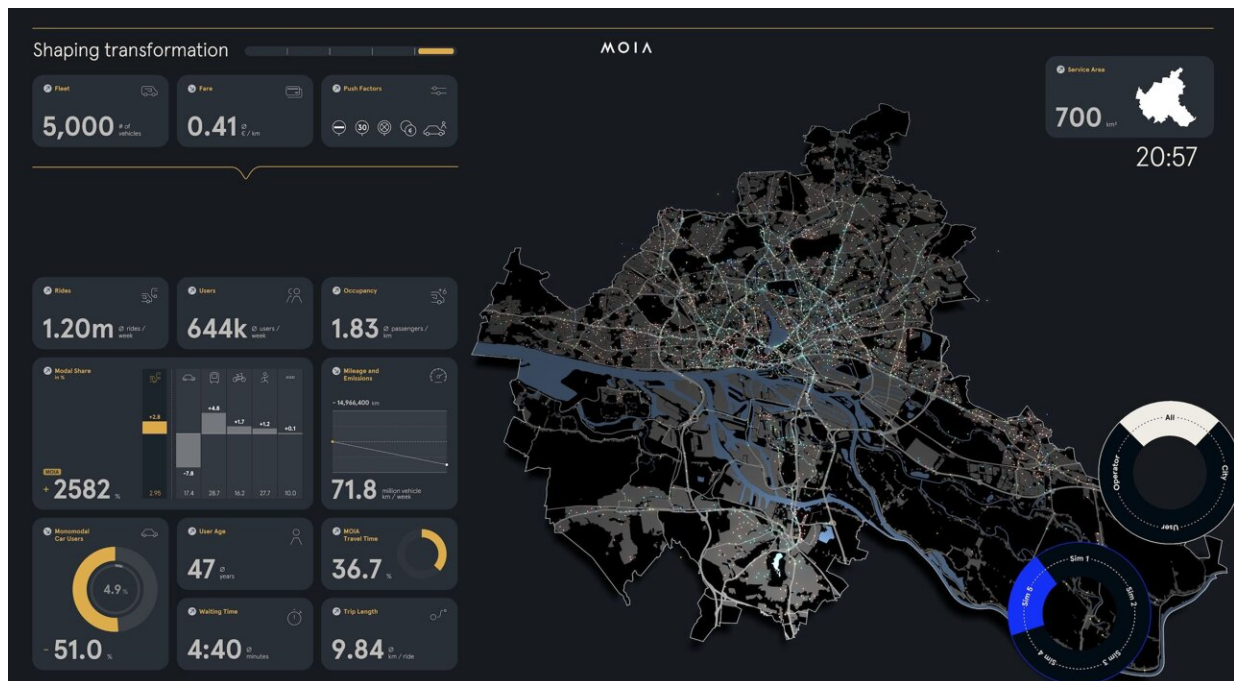 Shaping transformation
MOIA
Fleet
5,000 # of vehicles
Fare
0.41 Ø € / km
Push Factors
30
€
Service Area
700 km²
20:57
Rides
1.20m Ø rides / week
Users
644k Ø users / week
Occupancy
+6
1.83 Ø passengers / km
Modal Share
in %
+2.6
-7.8
+4.8
+1.7
+1.2
+0.1
MOIA
+ 2582 %
2.95
17.4
28.7
16.2
27.7
10.0
Mileage and
Emissions
- 14,966,400 km
71.8 million vehicle km / week
Monomodal
Car Users
4.9 %
- 51.0 %
User Age
47 Ø years
MOIA
Travel Time
36.7 %
Waiting Time
4:40 Ø minutes
Trip Length
9.84 Ø km / ride
All
City
User
Operator
Sim 1
Sim 2
Sim 3
Sim 4
Sim 5